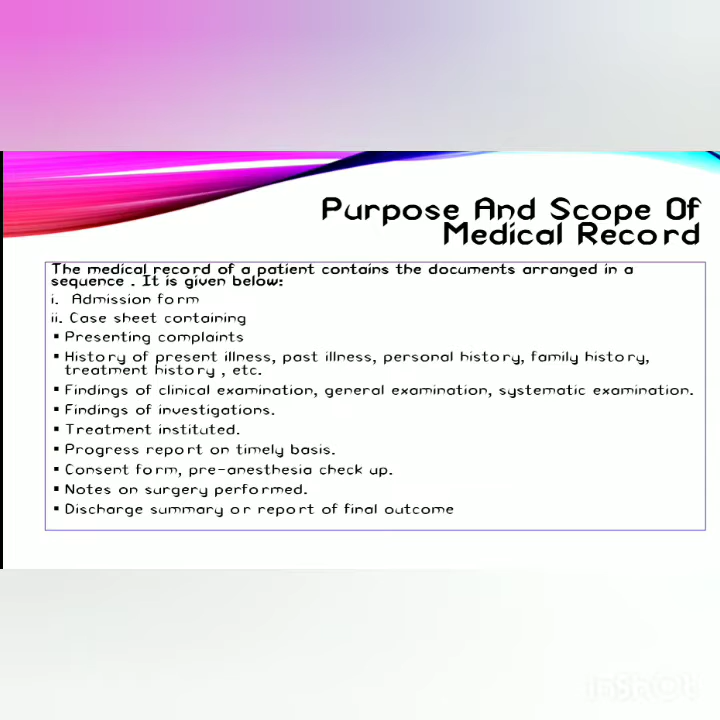 Purpose And Scope Of
Medical Record
The medical record of a patient contains the documents arranged in a
sequence . It is given below:
i. Admission form
ii. Case sheet containing
▪ Presenting complaints
▪ History of present illness, past illness, personal history, family history,
treatment history , etc.
▪ Findings of clinical examination, general examination, systematic examination.
▪ Findings of investigations.
▪ Treatment instituted.
▪ Progress report on timely basis.
▪ Consent form, pre-anesthesia check up.
▪ Notes on surgery performed.
▪ Discharge summary or report of final outcome
InShOt